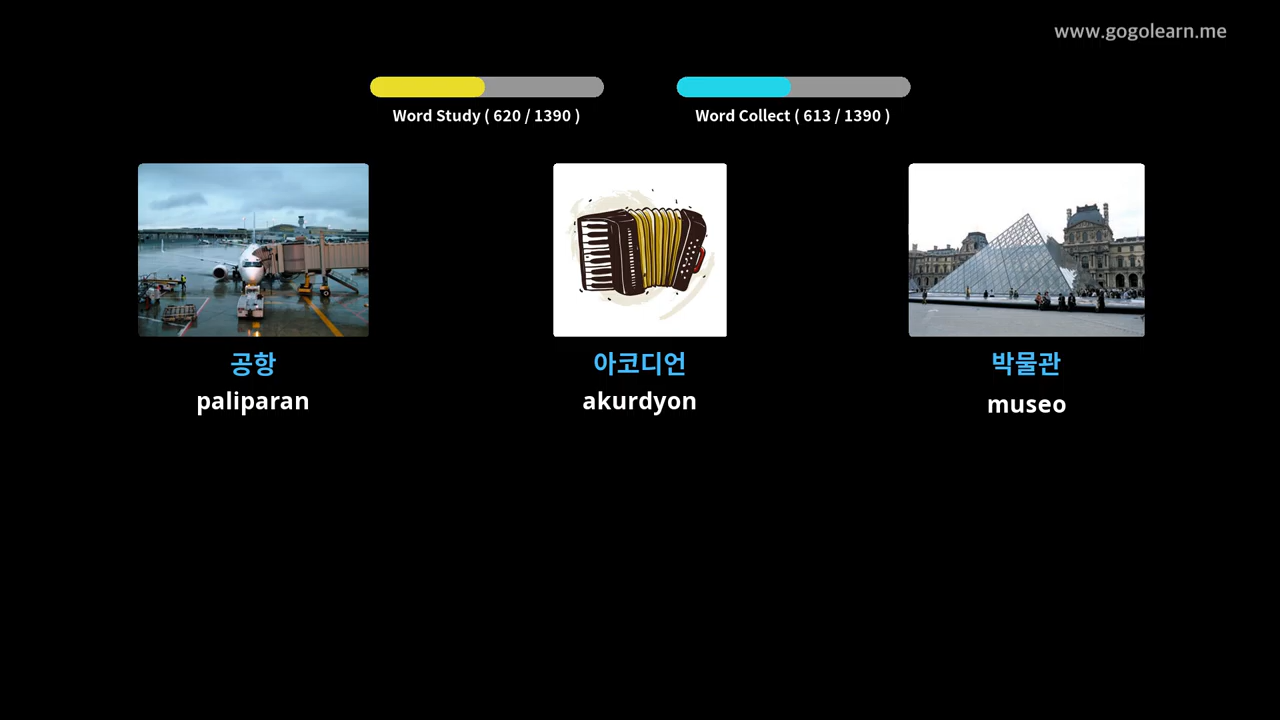 www.gogolearn.me
Word Study ( 620 / 1390 )
Word Collect ( 613 / 1390 )
공항
paliparan
아코디언
akurdyon
박물관
museo